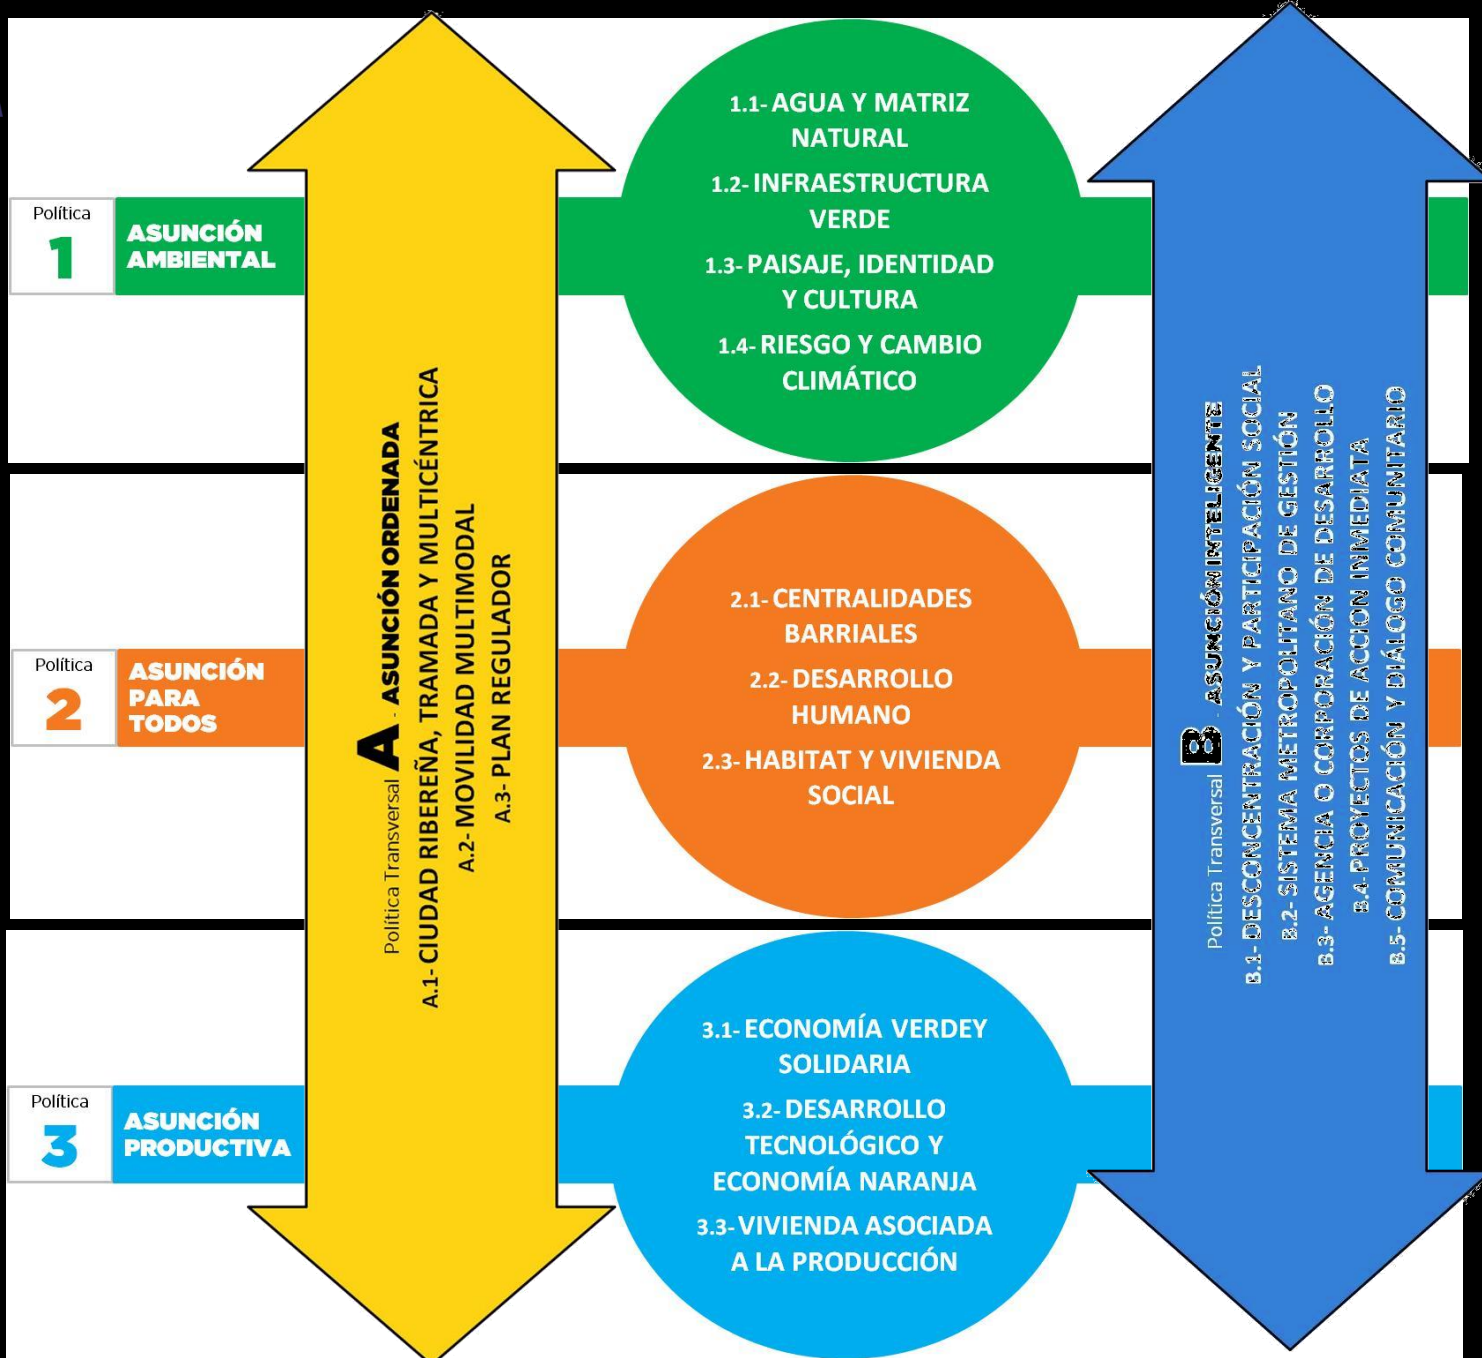 Política
1
ASUNCIÓN
AMBIENTAL
1.1- AGUA Y MATRIZ
NATURAL
1.2- INFRAESTRUCTURA
VERDE
1.3- PAISAJE, IDENTIDAD
Y CULTURA
1.4- RIESGO Y CAMBIO
CLIMÁTICO
Política
2
ASUNCIÓN
PARA
TODOS
2.1- CENTRALIDADES
BARRIALES
2.2- DESARROLLO
HUMANO
2.3- HABITAT Y VIVIENDA
SOCIAL
Política
3
ASUNCIÓN
PRODUCTIVA
3.1- ECONOMÍA VERDEY
SOLIDARIA
3.2- DESARROLLO
TECNOLÓGICO Y
ECONOMÍA NARANJA
3.3- VIVIENDA ASOCIADA
A LA PRODUCCIÓN
Política Transversal A - ASUNCIÓN ORDENADA
A.1- CIUDAD RIBEREÑA, TRAMADA Y MULTICÉNTRICA
A.2- MOVILIDAD MULTIMODAL
A.3- PLAN REGULADOR
Política Transversal B - ASUNCIÓN INTELIGENTE
B.1- DESCONCENTRACIÓN Y PARTICIPACIÓN SOCIAL
B.2- SISTEMA METROPOLITANO DE GESTIÓN
B.3- AGENCIA O CORPORACIÓN DE DESARROLLO
B.4-PROYECTOS DE ACCION INMEDIATA
B.5- COMUNICACIÓN Y DIÁLOGO COMUNITARIO